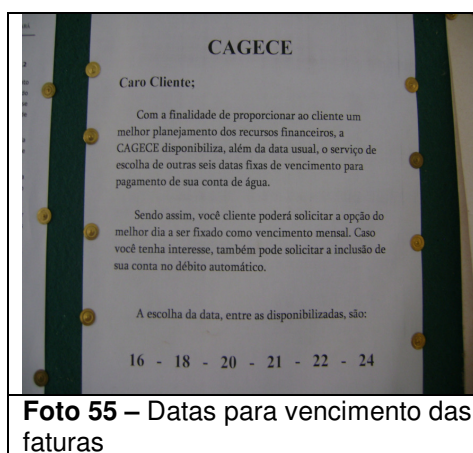 CAGECE
Caro Cliente;
Com a finalidade de proporcionar ao cliente um
melhor planejamento dos recursos financeiros, a
CAGECE disponibiliza, além da data usual, o serviço de
escolha de outras seis datas fixas de vencimento para
pagamento de sua conta de água.
Sendo assim, você cliente poderá solicitar a opção do
melhor dia a ser fixado como vencimento mensal. Caso
você tenha interesse, também pode solicitar a inclusão de
sua conta no débito automático.
A escolha da data, entre as disponibilizadas, são:
16 - 18 - 20 - 21 - 22 - 24
Foto 55 – Datas para vencimento das
faturas